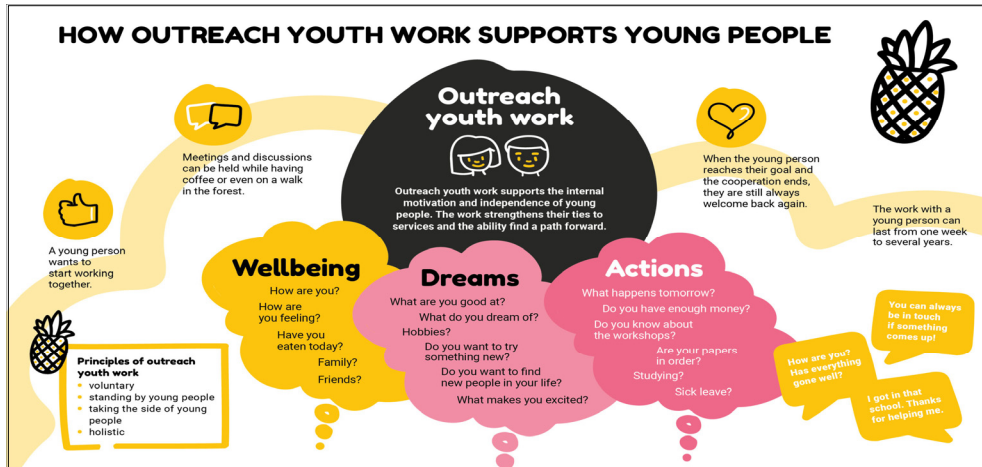 HOW OUTREACH YOUTH WORK SUPPORTS YOUNG PEOPLE
Outreach
youth work
Outreach youth work supports the internal
motivation and independence of young
people. The work strengthens their ties to
services and the ability find a path forward.
A young person
wants to
start working
together.
Meetings and discussions
can be held while having
coffee or even on a walk
in the forest.
When the young person
reaches their goal and
the cooperation ends,
they are still always
welcome back again.
The work with a
young person can
last from one week
to several years.
Wellbeing
How are you?
How are
you feeling?
Have you
eaten today?
Family?
Friends?
Dreams
What are you good at?
What do you dream of?
Hobbies?
Do you want to try
something new?
Do you want to find
new people in your life?
What makes you excited?
Actions
What happens tomorrow?
Do you have enough money?
Do you know about
the workshops?
Are your papers
in order?
Studying?
Sick leave?
Principles of outreach
youth work
voluntary
standing by young people
taking the side of young
people
holistic
You can always
be in touch
if something
comes up!
How are you?
Has everything
gone well?
I got in that
school. Thanks
for helping me.